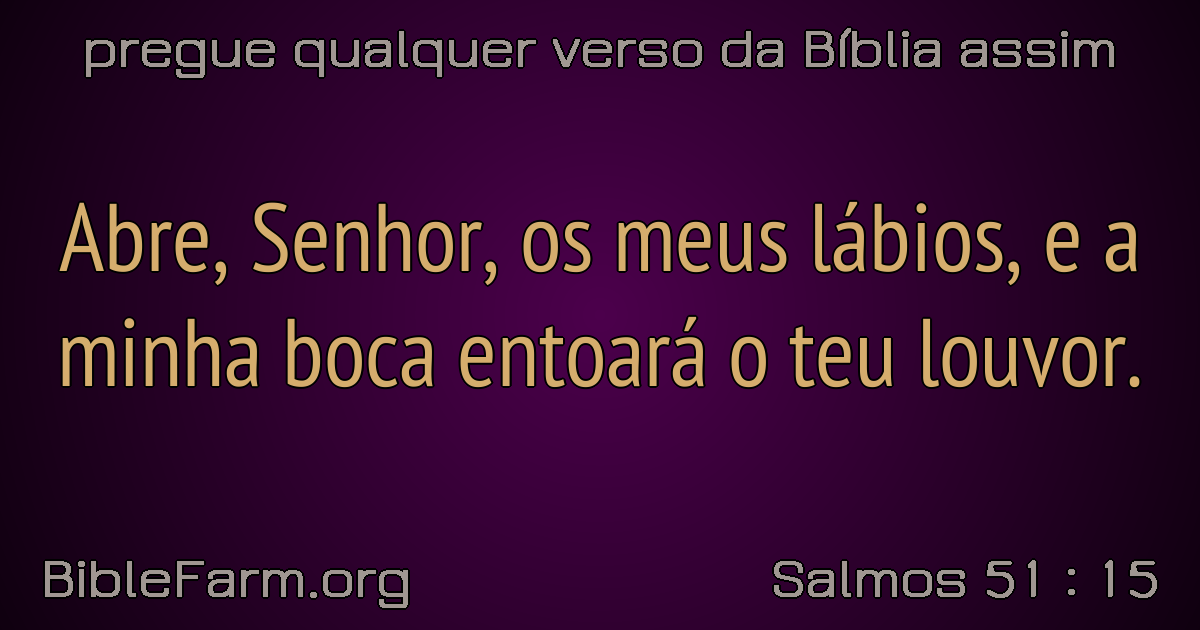 pregue qualquer verso da Bíblia assim
Abre, Senhor, os meus lábios, e a
minha boca entoará o teu louvor.
BibleFarm.org
Salmos 51 : 15